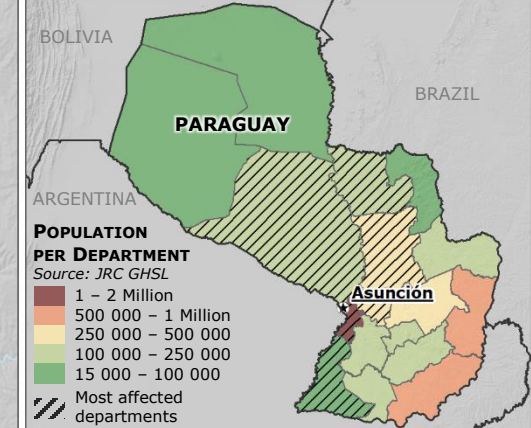 BOLIVIA
BRAZIL
PARAGUAY
ARGENTINA
POPULATION
PER DEPARTMENT
Source: JRC GHSL
1 – 2 Million
500 000 – 1 Million
250 000 – 500 000
100 000 – 250 000
15 000 – 100 000
Most affected
departments
Asunción